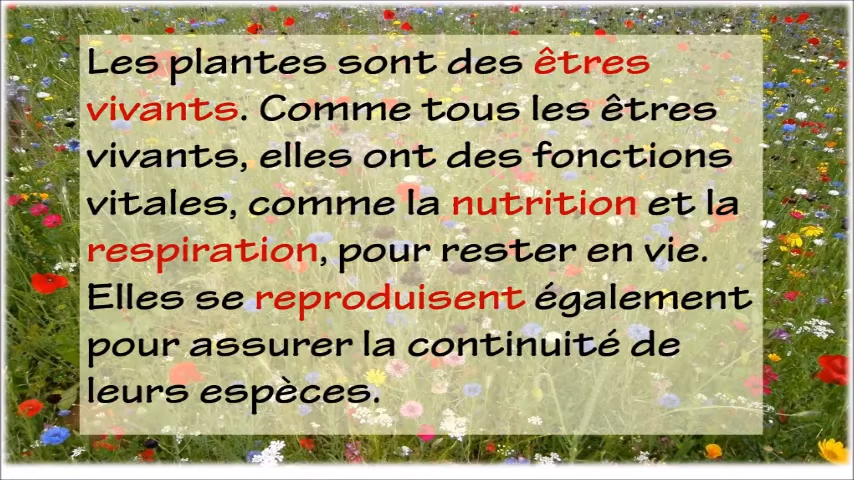 Les plantes sont des êtres
vivants. Comme tous les êtres
vivants, elles ont des fonctions
vitales, comme la nutrition et la
respiration, pour rester en vie.
Elles se reproduisent également
pour assurer la continuité de
leurs espèces.